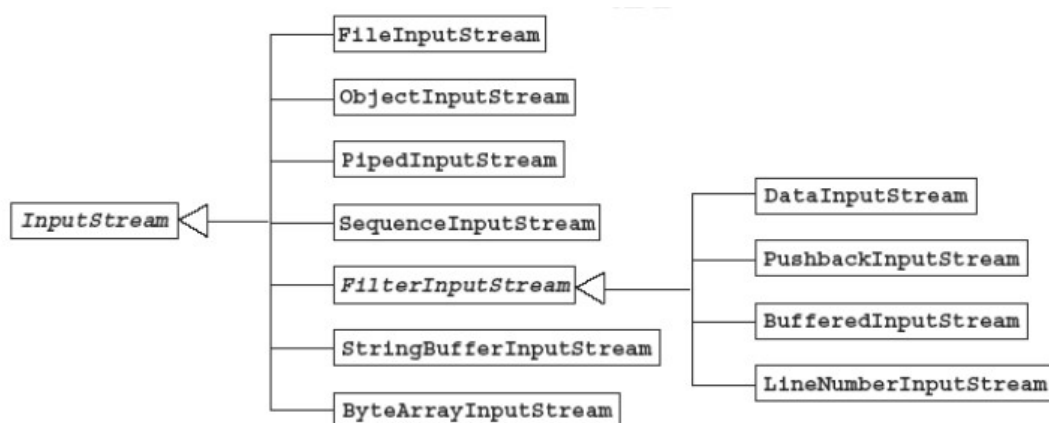 FileInputStream
ObjectInputStream
PipedInputStream
InputStream
SequenceInputStream
FilterInputStream
StringBufferInputStream
ByteArrayInputStream
DataInputStream
PushbackInputStream
BufferedInputStream
LineNumberInputStream